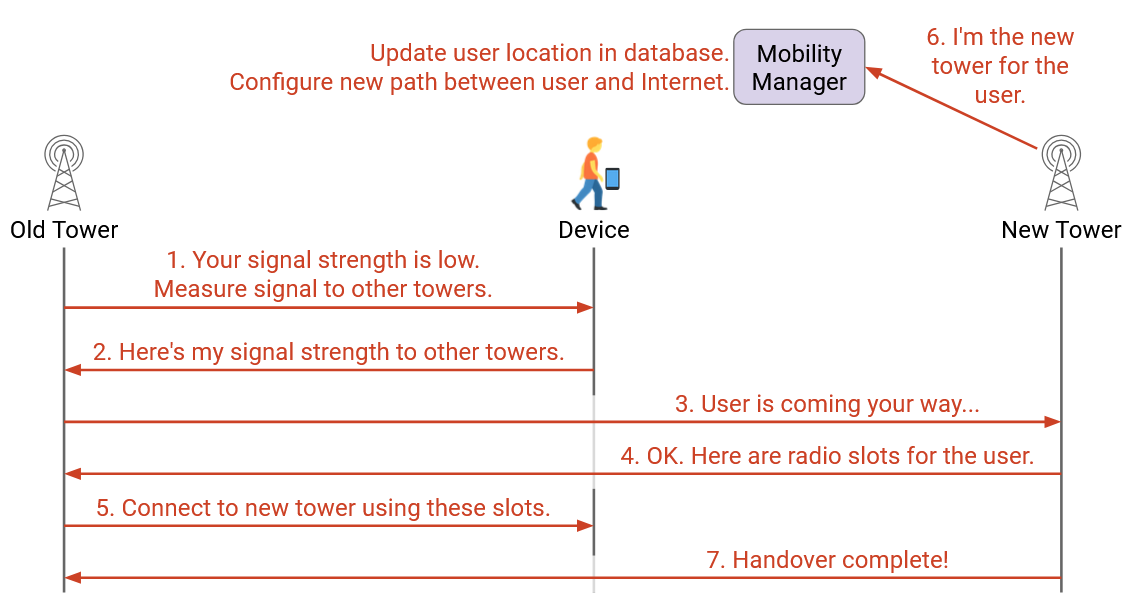 Update user location in database.
Configure new path between user and Internet.
Mobility
Manager
6. I'm the new
tower for the
user.
Old Tower
Device
New Tower
1. Your signal strength is low.
Measure signal to other towers.
2. Here's my signal strength to other towers.
3. User is coming your way...
4. OK. Here are radio slots for the user.
5. Connect to new tower using these slots.
7. Handover complete!